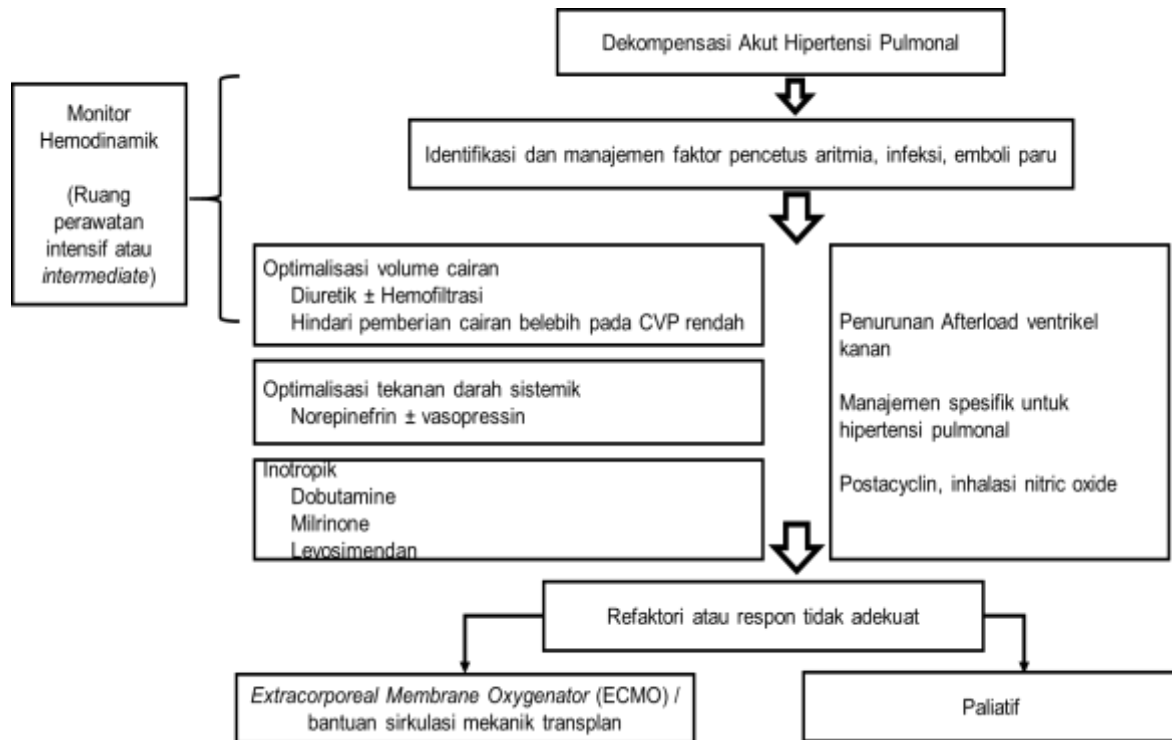 Dekompensasi Akut Hipertensi Pulmonal
Monitor
Hemodinamik
(Ruang
perawatan
intensif atau
intermediate)
Identifikasi dan manajemen faktor pencetus aritmia, infeksi, emboli paru
Optimalisasi volume cairan
Diuretik ± Hemofiltrasi
Hindari pemberian cairan belebih pada CVP rendah
Optimalisasi tekanan darah sistemik
Norepinefrin ± vasopressin
Inotropik
Dobutamine
Milrinone
Levosimendan
Penurunan Afterload ventrikel
kanan
Manajemen spesifik untuk
hipertensi pulmonal
Postacyclin, inhalasi nitric oxide
Refaktori atau respon tidak adekuat
Extracorporeal Membrane Oxygenator (ECMO) /
bantuan sirkulasi mekanik transplan
Paliatif